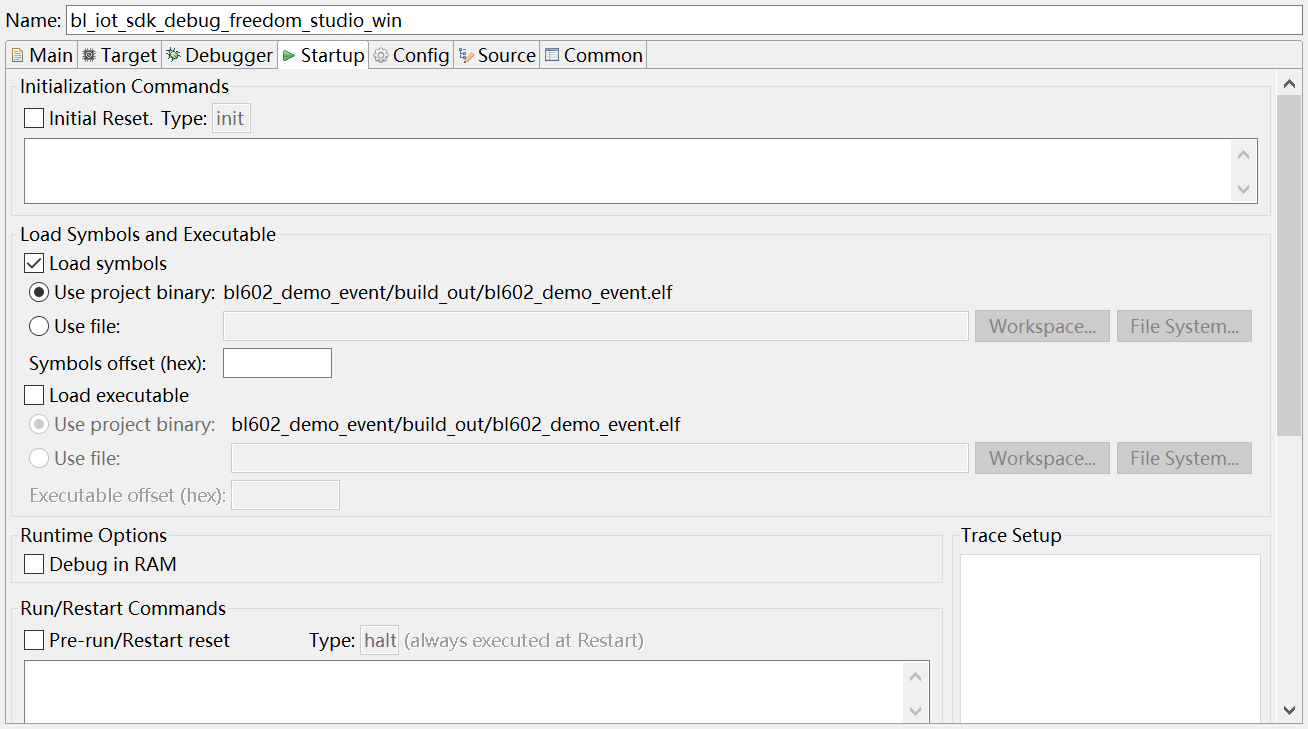 Name: bl_iot_sdk_debug_freedom_studio_win
Main Target Debugger Startup Config Source Common
Initialization Commands
Initial Reset. Type: init
Load Symbols and Executable
Load symbols
Use project binary: bl602_demo_event/build_out/bl602_demo_event.elf
Use file: Workspace... File System...
Symbols offset (hex):
Load executable
Use project binary: bl602_demo_event/build_out/bl602_demo_event.elf
Use file: Workspace... File System...
Executable offset (hex):
Runtime Options Trace Setup
Debug in RAM
Run/Restart Commands
Pre-run/Restart reset Type: halt (always executed at Restart)